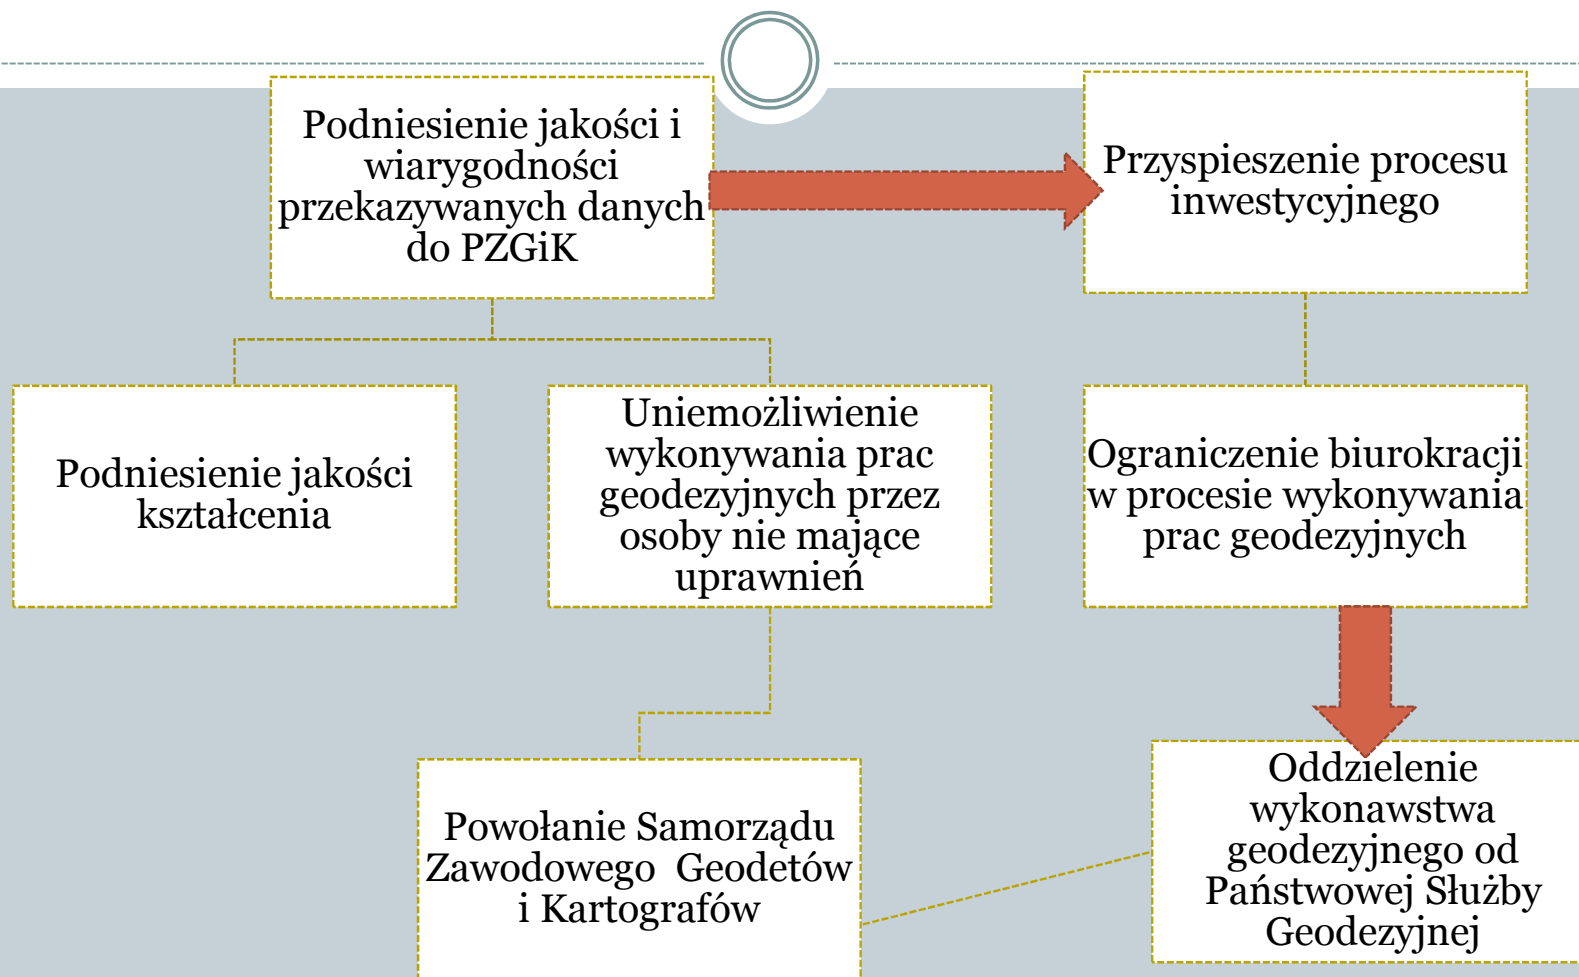 Podniesienie jakości i
wiarygodności
przekazywanych danych
do PZGiK
Przyspieszenie procesu
inwestycyjnego
Podniesienie jakości
kształcenia
Uniemożliwienie
wykonywania prac
geodezyjnych przez
osoby nie mające
uprawnień
Ograniczenie biurokracji
w procesie wykonywania
prac geodezyjnych
Powołanie Samorządu
Zawodowego Geodetów
i Kartografów
Oddzielenie
wykonawstwa
geodezyjnego od
Państwowej Służby
Geodezyjnej